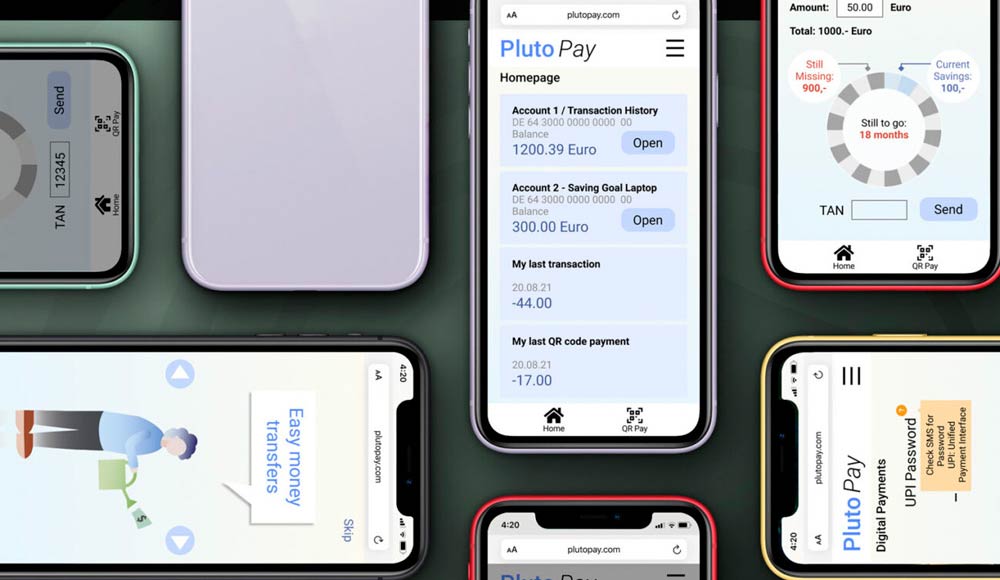 Send
QR Pay
TAN
12345
Home
AA
plutopay.com
Pluto Pay
Homepage
Account 1 / Transaction History
DE 64 3000 0000 0000 00
Balance
1200.39 Euro
Open
Account 2 - Saving Goal Laptop
DE 64 3000 0000 0000 00
Balance
300.00 Euro
Open
My last transaction
20.08.21
-44.00
My last QR code payment
20.08.21
-17.00
Home
QR Pay
Amount: 50.00 Euro
Total: 1000.- Euro
Still
Missing:
900,-
Current
Savings:
100,-
Still to go:
18 months
TAN
Send
Home
QR Pay
4:20
AA
plutopay.com
Easy money
transfers
$
Skip
4:20
AA
plutopay.com
Pluto Pay
4:20
AA
plutopay.com
Pluto Pay
Digital Payments
UPI Password
?
Check SMS for
Password
UPI: Unified
Payment Interface